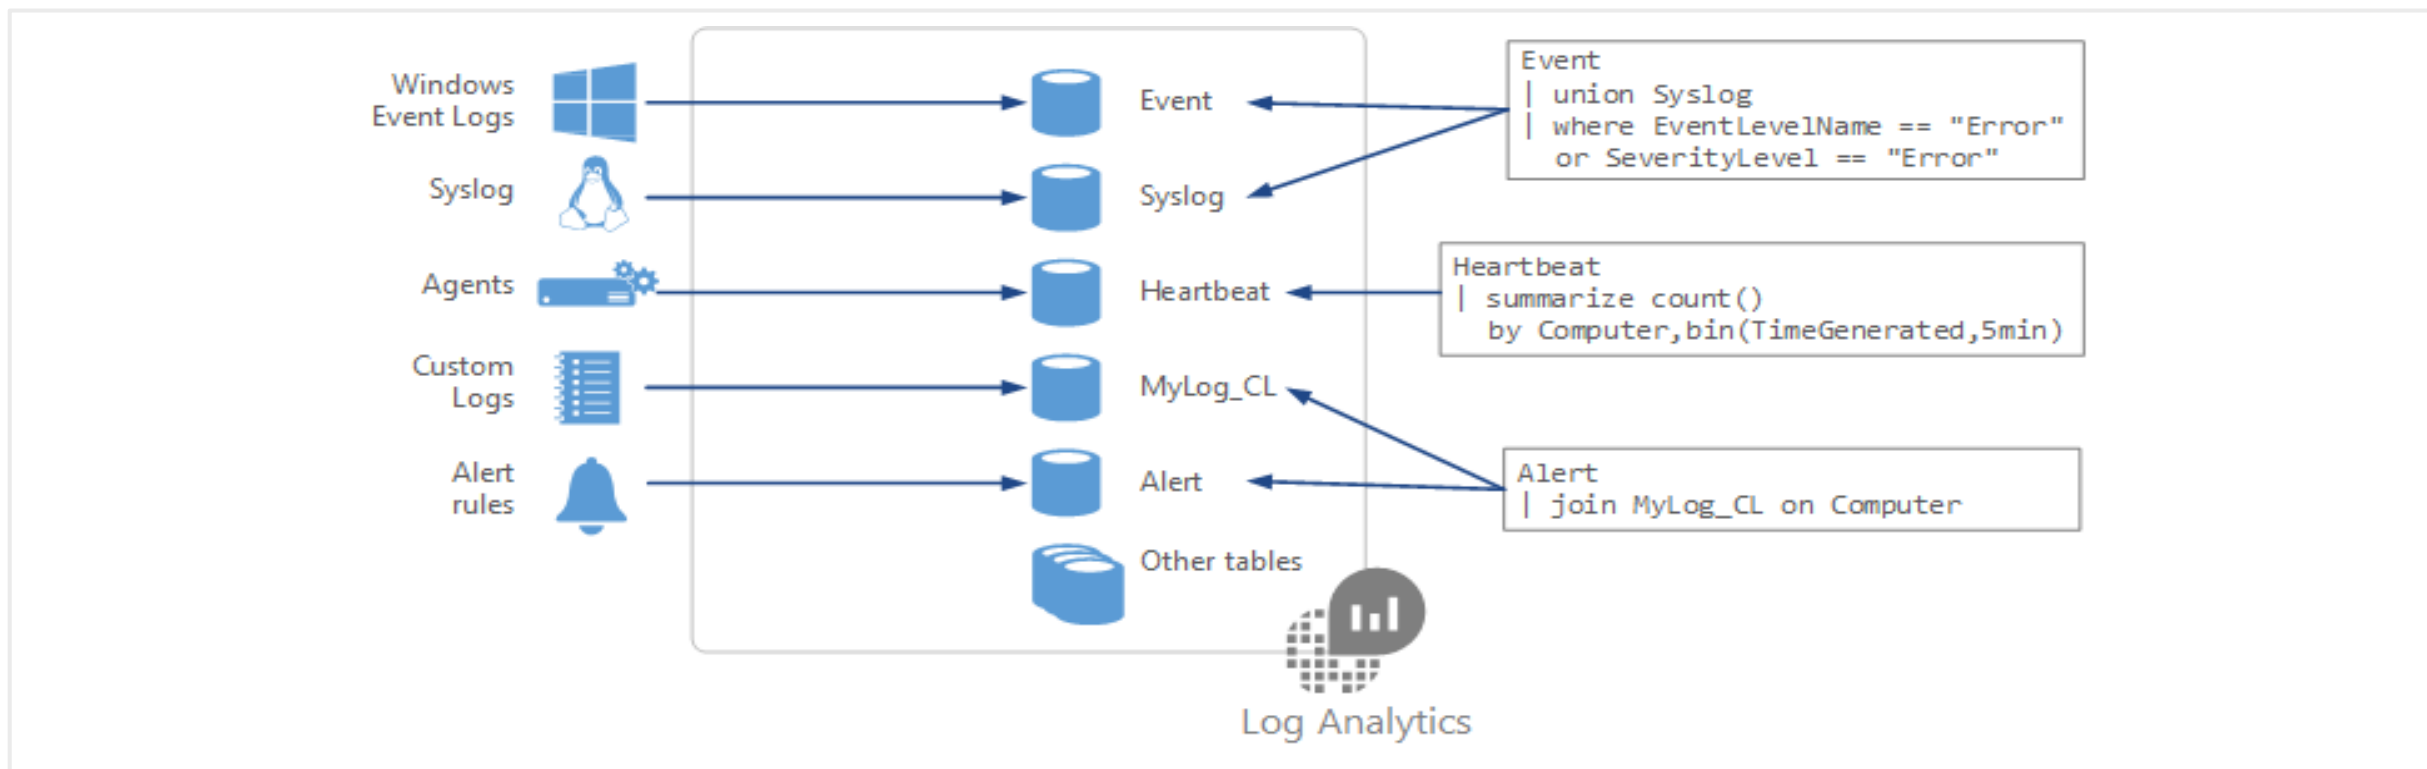 Windows
Event Logs
Syslog
Agents
Custom
Logs
Alert
rules
Event
Syslog
Heartbeat
MyLog_CL
Alert
Other tables
Event
| union Syslog
| where EventLevelName == "Error"
or SeverityLevel == "Error"
Heartbeat
| summarize count()
by Computer,bin(TimeGenerated,5min)
Alert
| join MyLog_CL on Computer
Log Analytics